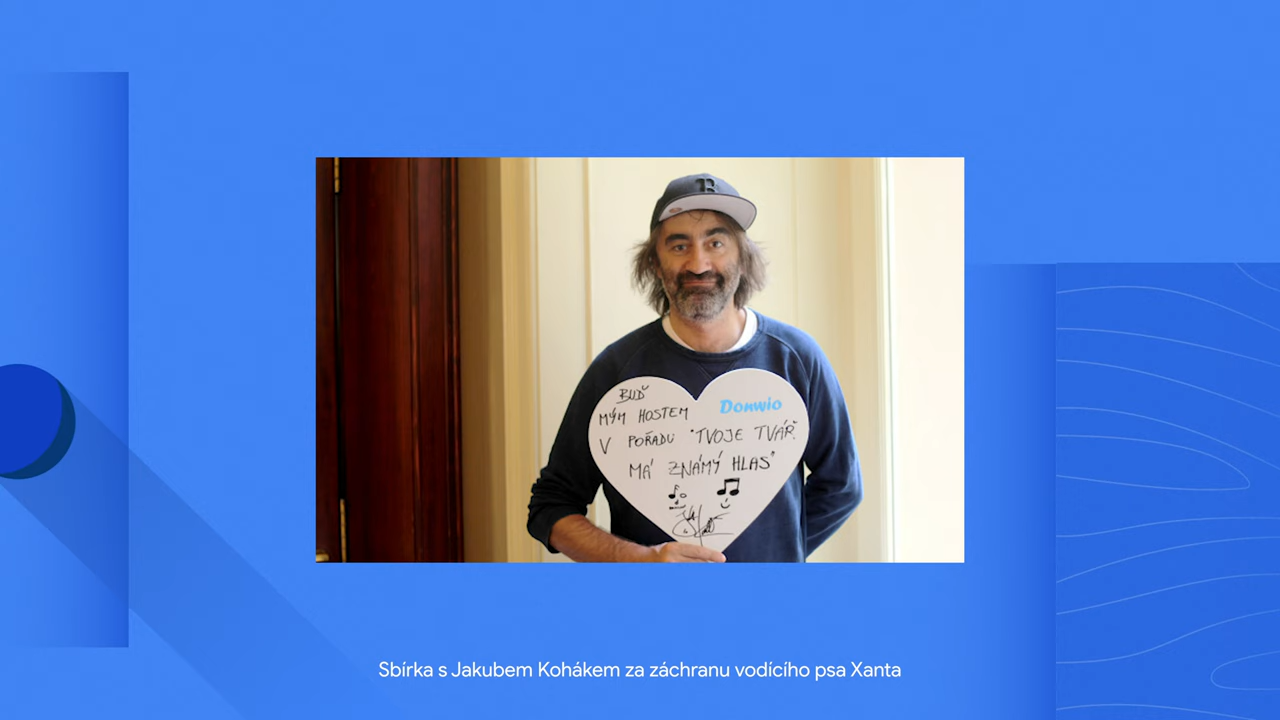 B
BUĎ
MÝM HOSTEM
Donwio
V POŘADU "TVOJE TVÁŘ
MÁ ZNÁMÝ HLAS"
Sbírka s Jakubem Kohákem za záchranu vodícího psa Xanta